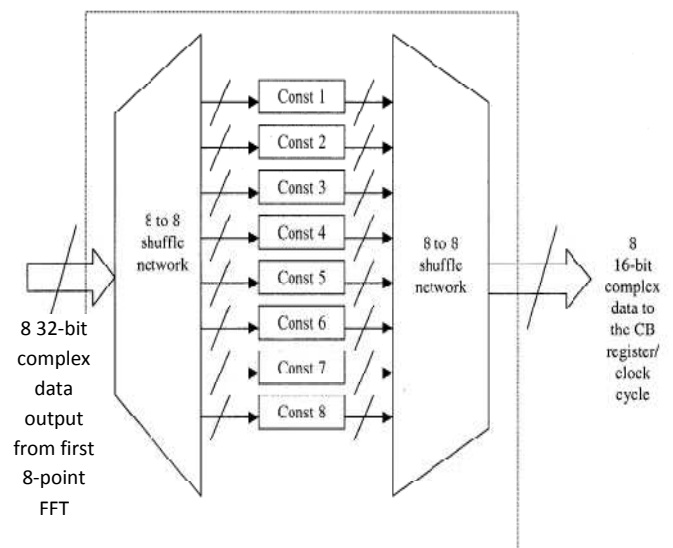 8 32-bit
complex
data
output
from first
8-point
FFT
8 to 8
shuffle
network
Const 1
Const 2
Const 3
Const 4
Const 5
Const 6
Const 7
Const 8
8 to 8
shuffle
network
8
16-bit
complex
data to
the CB
register/
clock
cycle